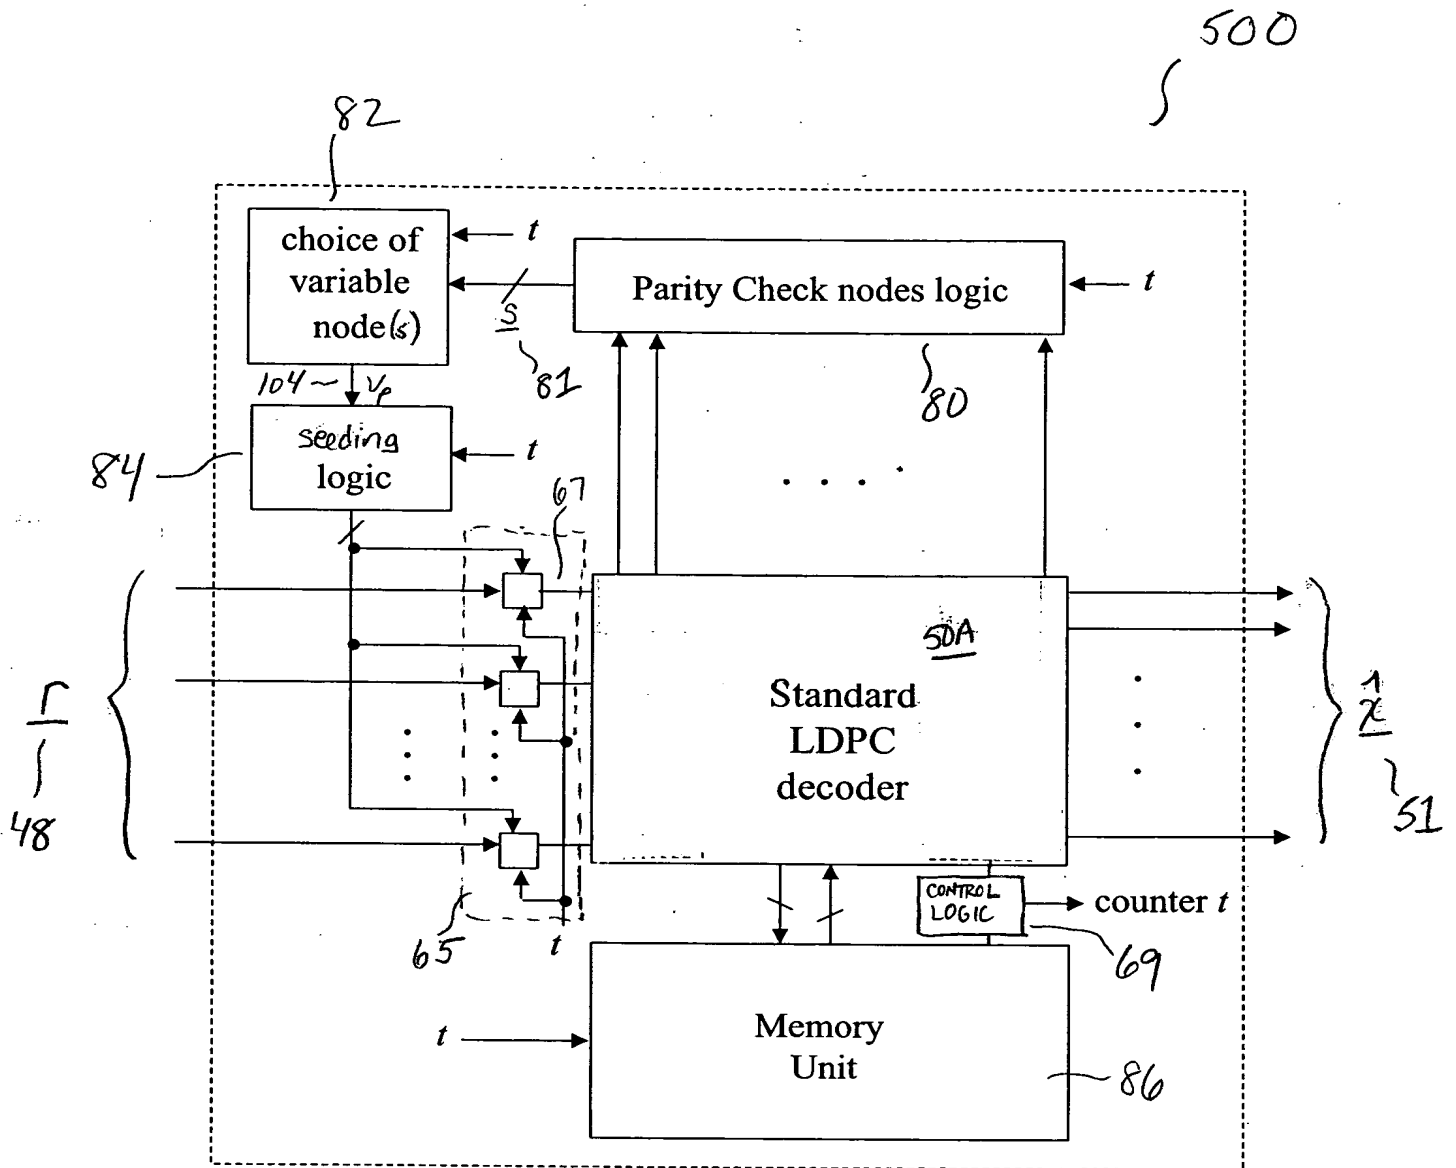 500
82
choice of
variable
node(s)
t
Parity Check nodes logic
t
s
81
80
104 ~ vp
seeding
logic
t
84
67
r
48
50A
Standard
LDPC
decoder
x̂
51
65
t
CONTROL
LOGIC
counter t
69
t
Memory
Unit
86